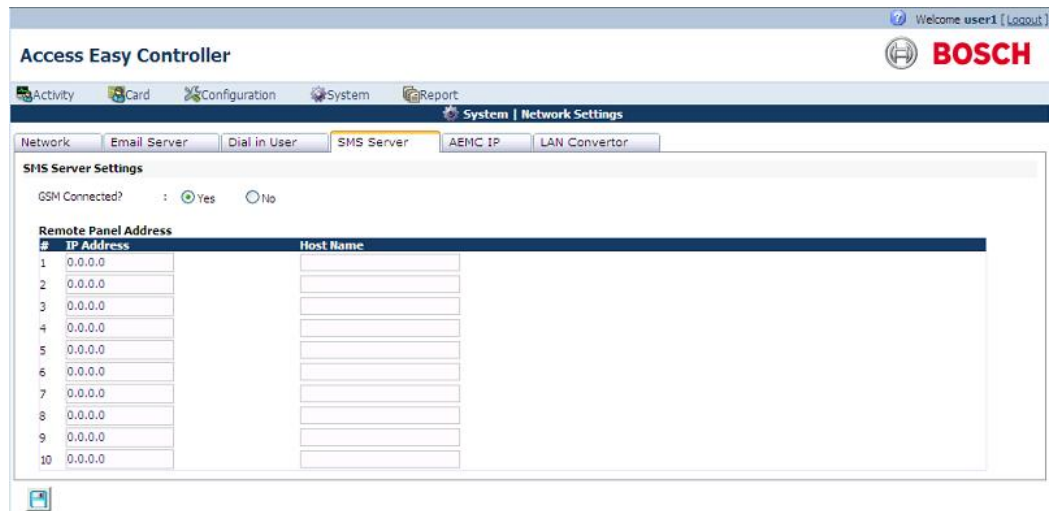 Welcome user1 [ Logout ]
Access Easy Controller
BOSCH
Activity Card Configuration System Report
System | Network Settings
Network Email Server Dial in User SMS Server AEMC IP LAN Convertor
SMS Server Settings
GSM Connected? : Yes No
Remote Panel Address
# IP Address Host Name
1 0.0.0.0
2 0.0.0.0
3 0.0.0.0
4 0.0.0.0
5 0.0.0.0
6 0.0.0.0
7 0.0.0.0
8 0.0.0.0
9 0.0.0.0
10 0.0.0.0